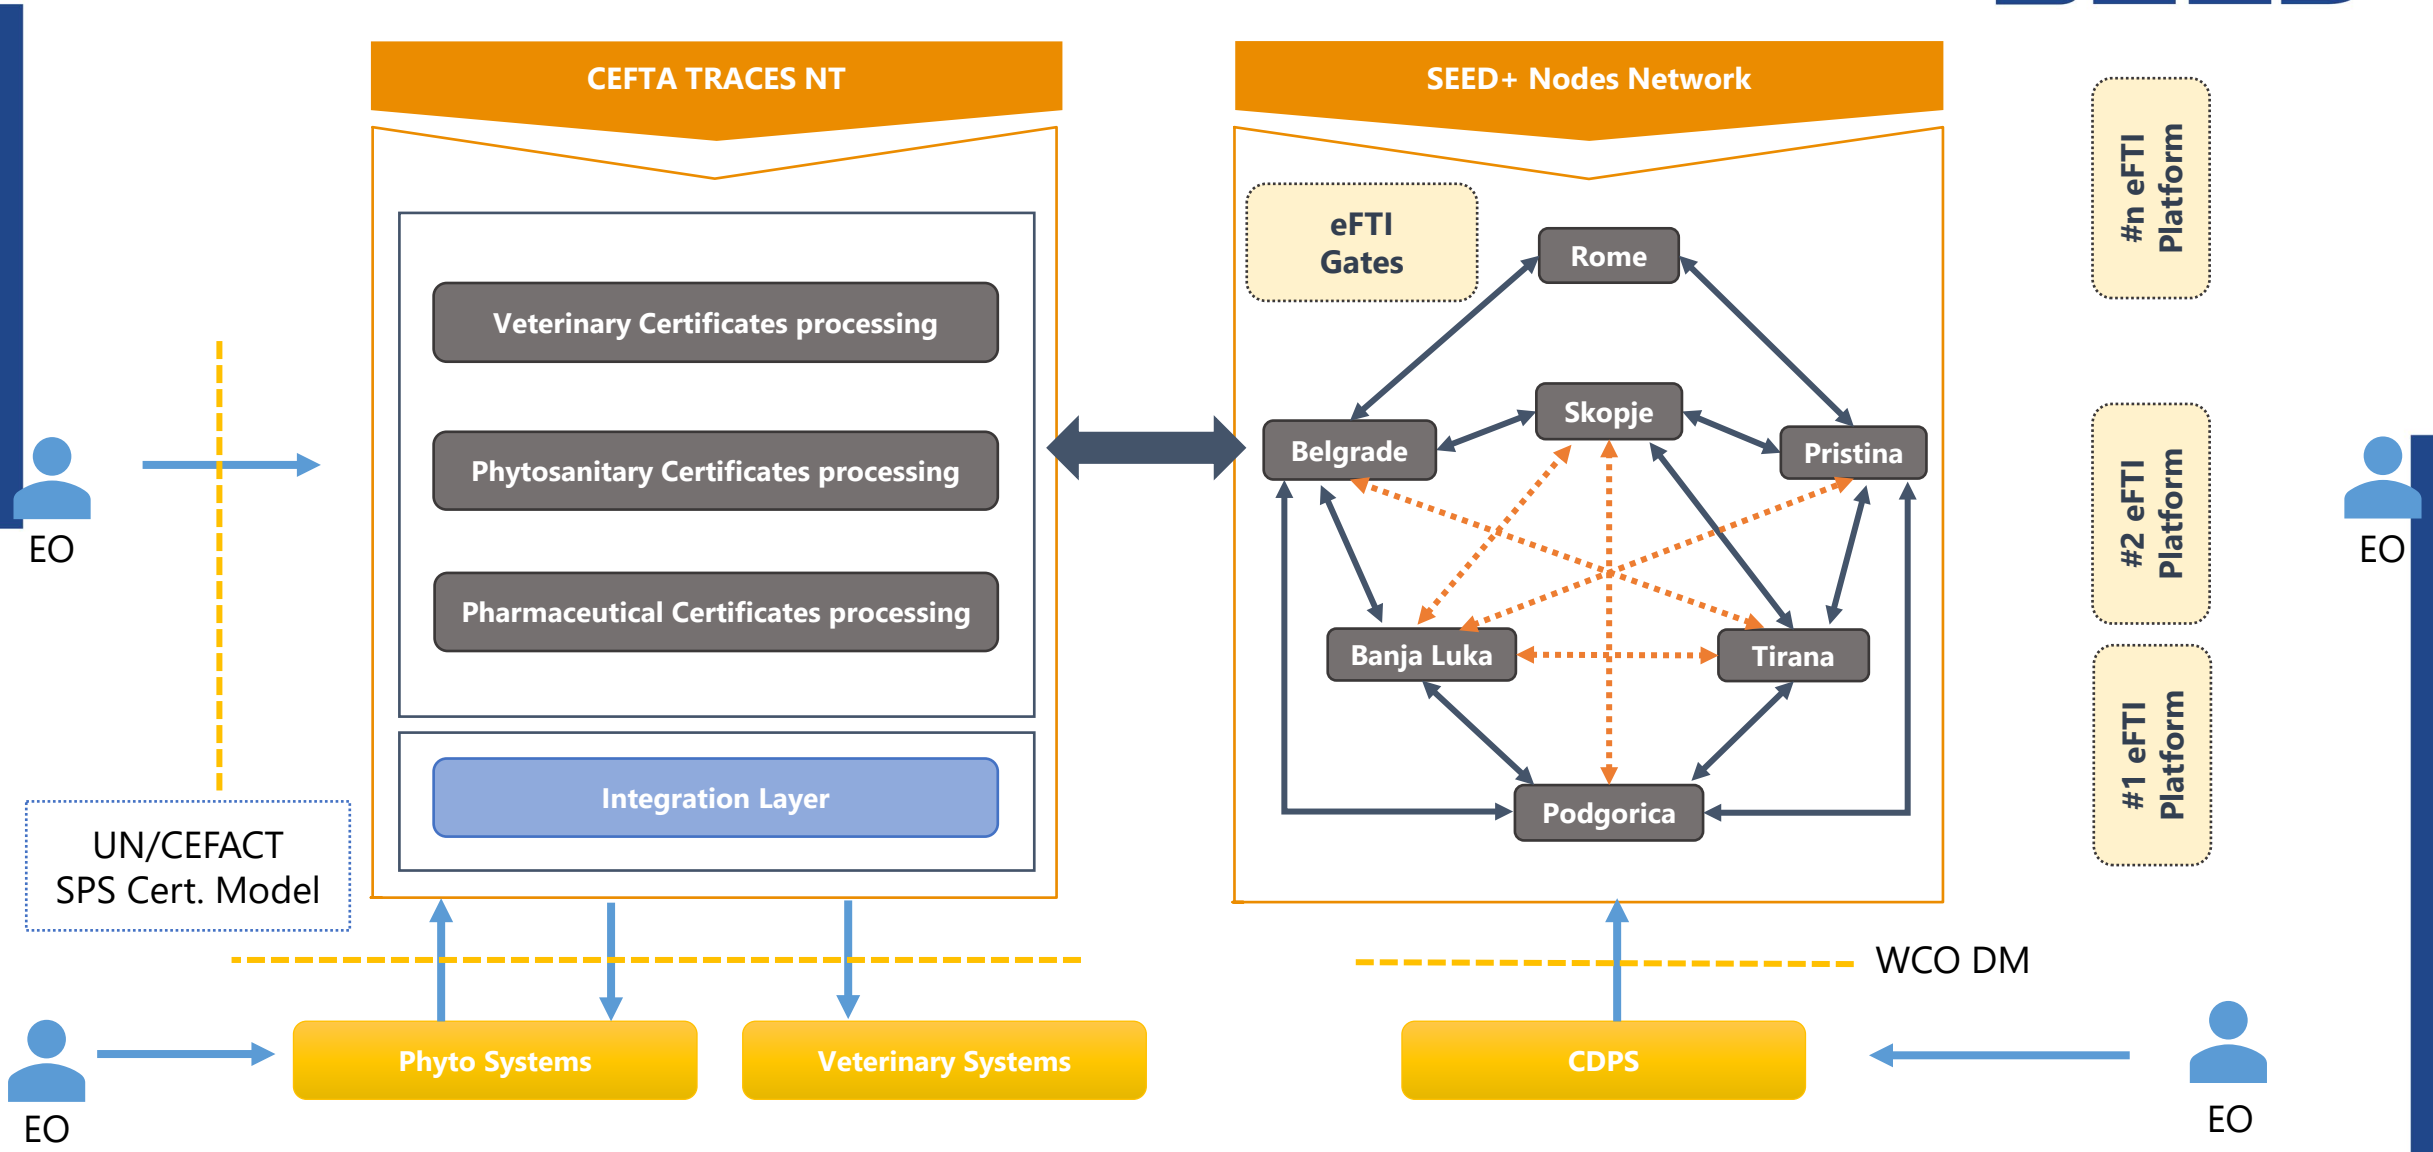 CEFTA TRACES NT
SEED+ Nodes Network
#n eFTI
Platform
eFTI
Gates
Rome
Veterinary Certificates processing
Skopje
Belgrade
Pristina
Phytosanitary Certificates processing
#2 eFTI
Platform
EO
EO
Pharmaceutical Certificates processing
Banja Luka
Tirana
#1 eFTI
Platform
Integration Layer
Podgorica
UN/CEFACT
SPS Cert. Model
WCO DM
Phyto Systems
Veterinary Systems
CDPS
EO
EO